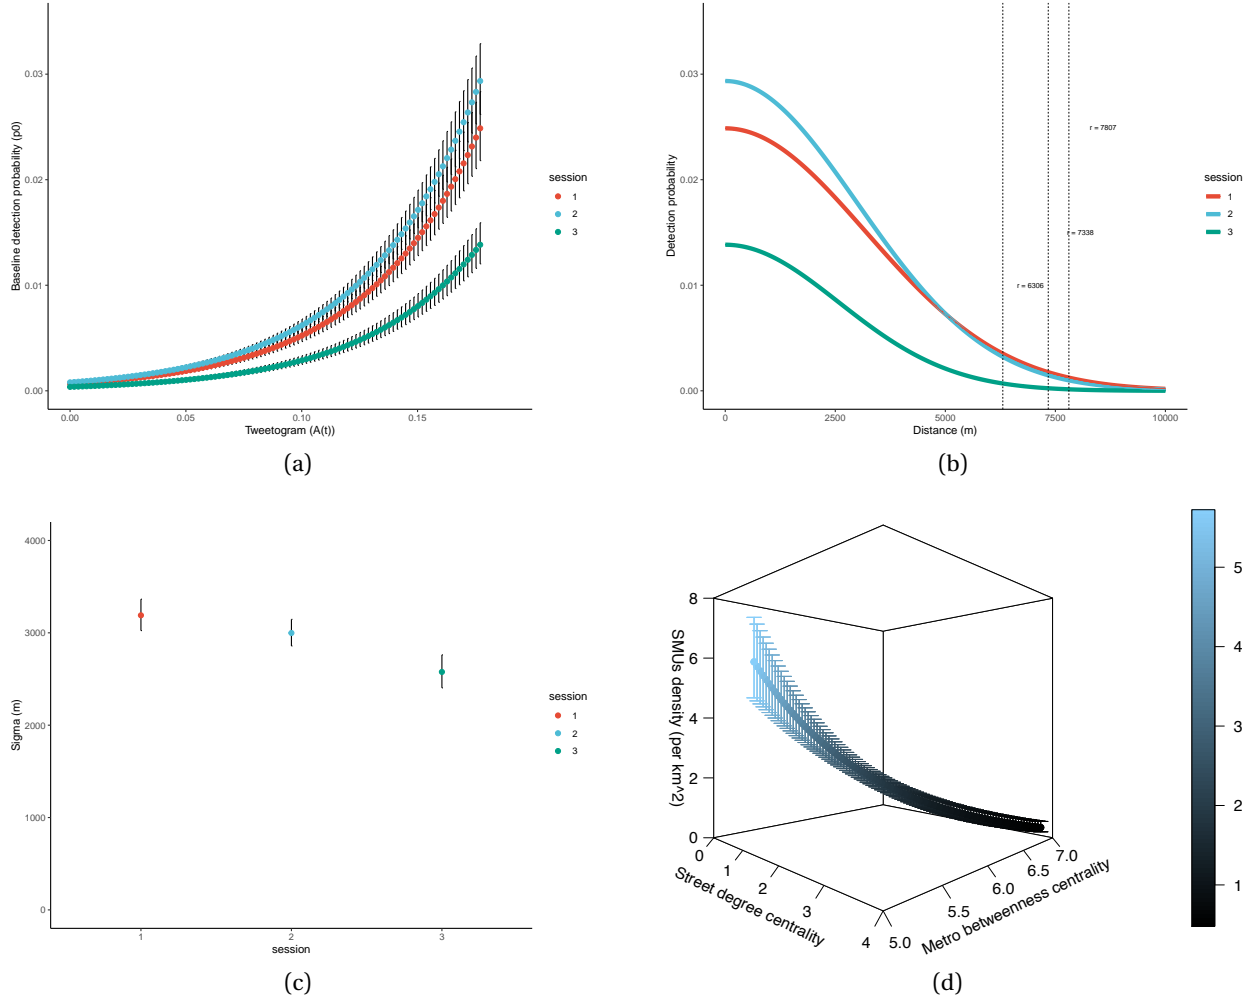 0.03
0.02
0.01
0.00
Baseline detection probability (p0)
0.00
0.05
0.10
0.15
Tweetogram (A(t))
session
1
2
3
(a)
0.03
0.02
0.01
0.00
Detection probability
r = 7807
r = 7338
r = 6306
0
2500
5000
7500
10000
Distance (m)
session
1
2
3
(b)
4000
3000
2000
1000
0
Sigma (m)
1
2
3
session
session
1
2
3
(c)
8
6
4
2
0
SMUs density (per km^2)
0
1
2
3
4
Street degree centrality
5.0
5.5
6.0
6.5
7.0
Metro betweenness centrality
5
4
3
2
1
(d)